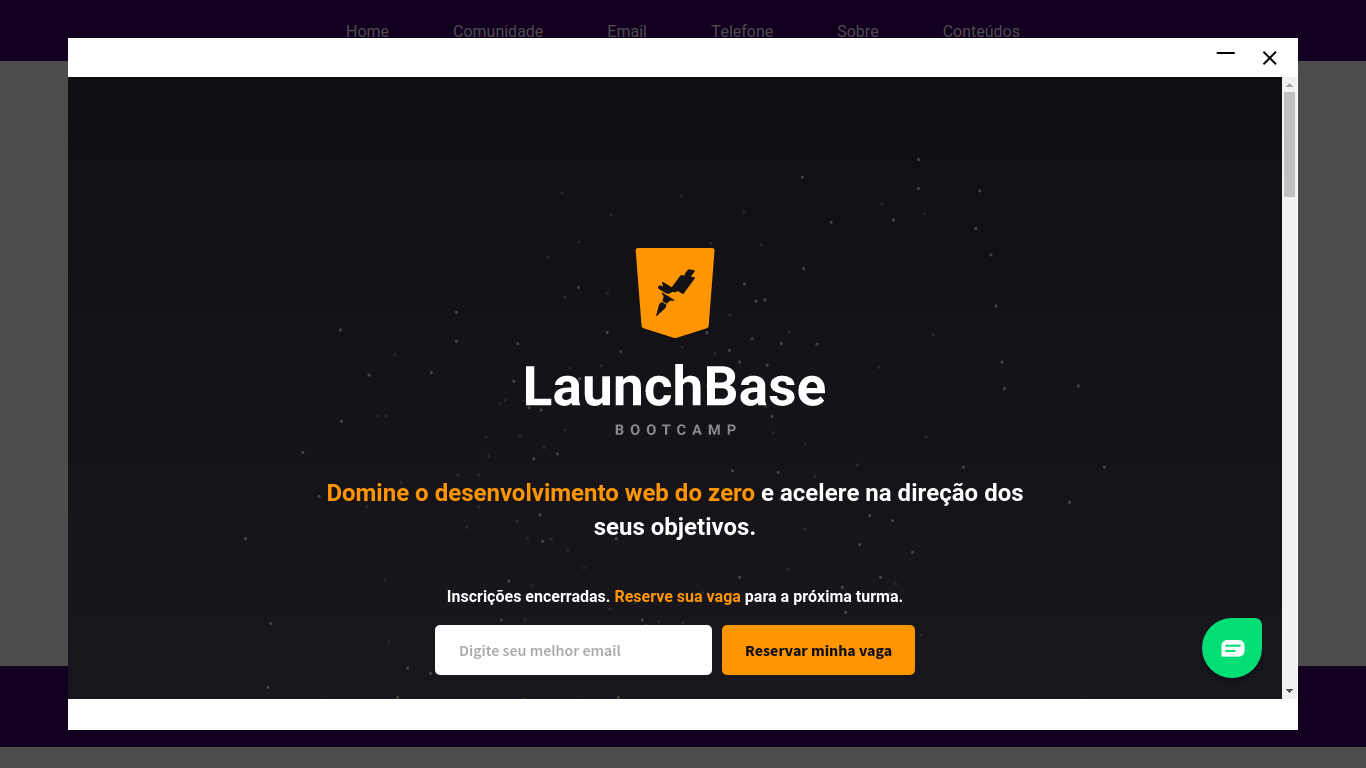 Home Comunidade Email Telefone Sobre Conteúdos
LaunchBase
BOOTCAMP
Domine o desenvolvimento web do zero e acelere na direção dos
seus objetivos.
Inscrições encerradas. Reserve sua vaga para a próxima turma.
Digite seu melhor email
Reservar minha vaga